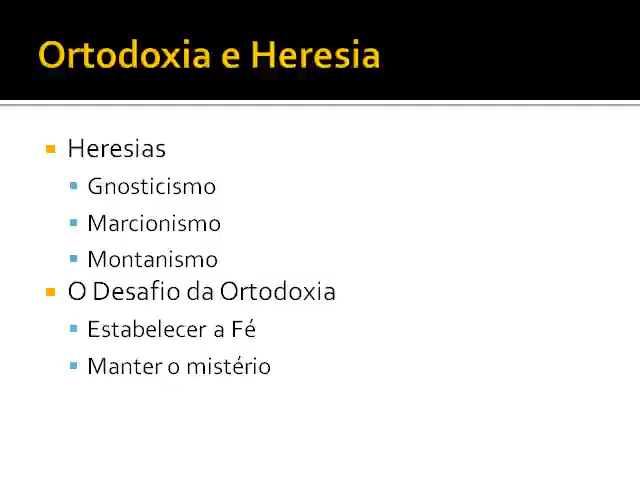 Ortodoxia e Heresia
Heresias
Gnosticismo
Marcionismo
Montanismo
O Desafio da Ortodoxia
Estabelecer a Fé
Manter o mistério